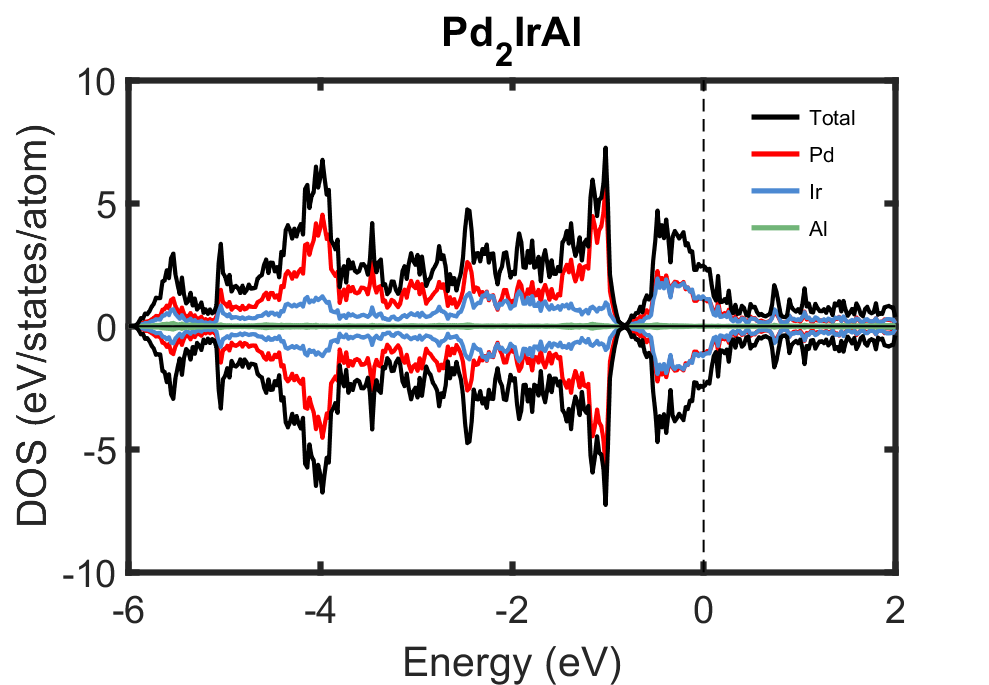 Pd₂IrAl
DOS (eV/states/atom)
10
5
0
-5
-10
Total
Pd
Ir
Al
-6 -4 -2 0 2
Energy (eV)